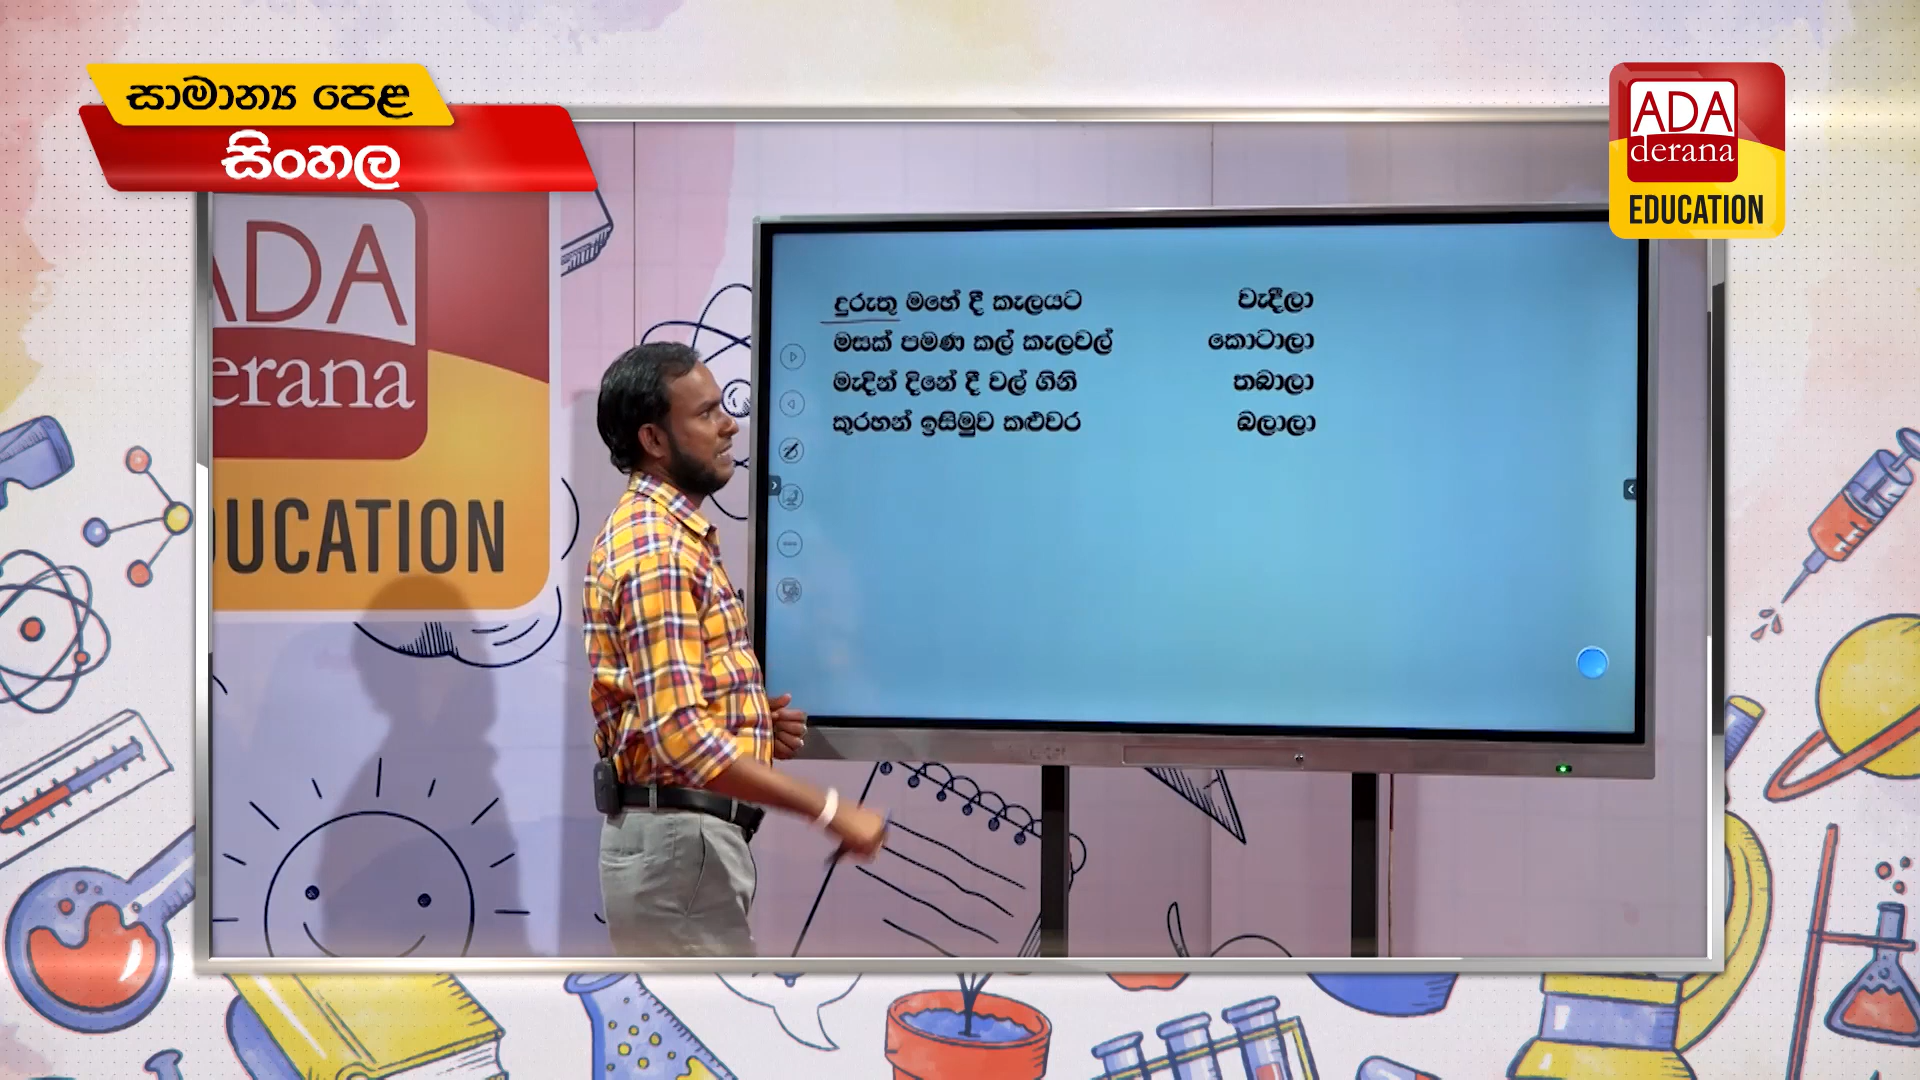 සාමාන්‍ය පෙළ
සිංහල
ADA
derana
EDUCATION
ADA
derana
UCATION
දුරුතු මහේ දී කැලයට වැදීලා
මසක් පමණ කල් කැලවල් කොටාලා
මැදින් දිනේ දී වල් ගිනි තබාලා
කුරහන් ඉසිමුව කළුවර බලාලා